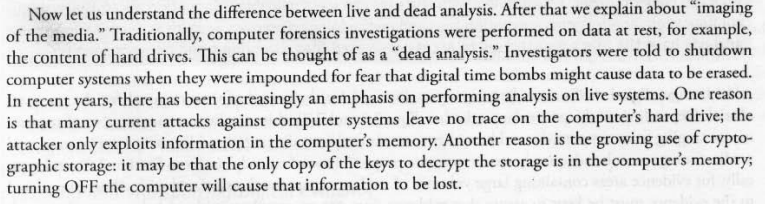 Now let us understand the difference between live and dead analysis. After that we explain about “imaging
of the media.” Traditionally, computer forensics investigations were performed on data at rest, for example,
the content of hard drives. This can be thought of as a “dead analysis.” Investigators were told to shutdown
computer systems when they were impounded for fear that digital time bombs might cause data to be erased.
In recent years, there has been increasingly an emphasis on performing analysis on live systems. One reason
is that many current attacks against computer systems leave no trace on the computer’s hard drive; the
attacker only exploits information in the computer’s memory. Another reason is the growing use of crypto-
graphic storage: it may be that the only copy of the keys to decrypt the storage is in the computer’s memory;
turning OFF the computer will cause that information to be lost.